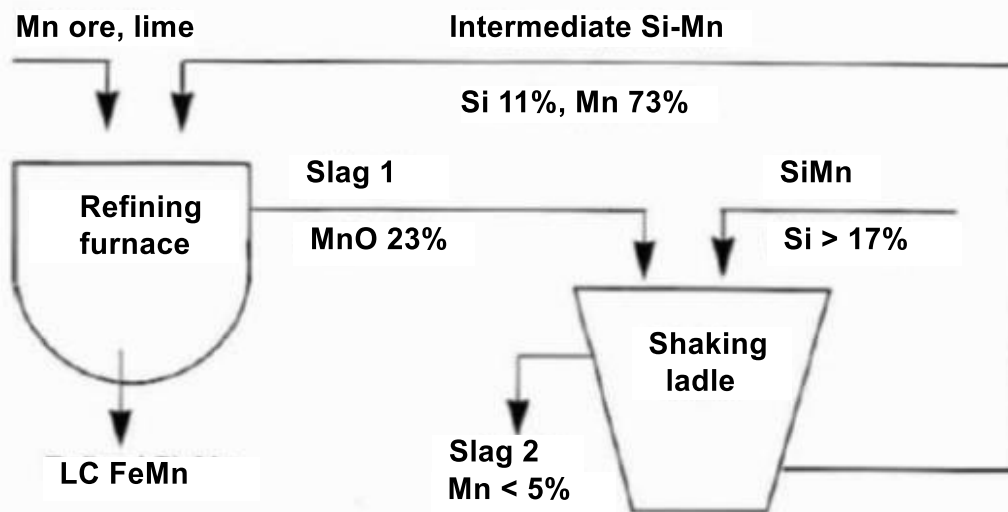 Mn ore, lime
Intermediate Si-Mn
Si 11%, Mn 73%
Slag 1
SiMn
Refining
furnace
MnO 23%
Si > 17%
Shaking
ladle
Slag 2
LC FeMn
Mn < 5%